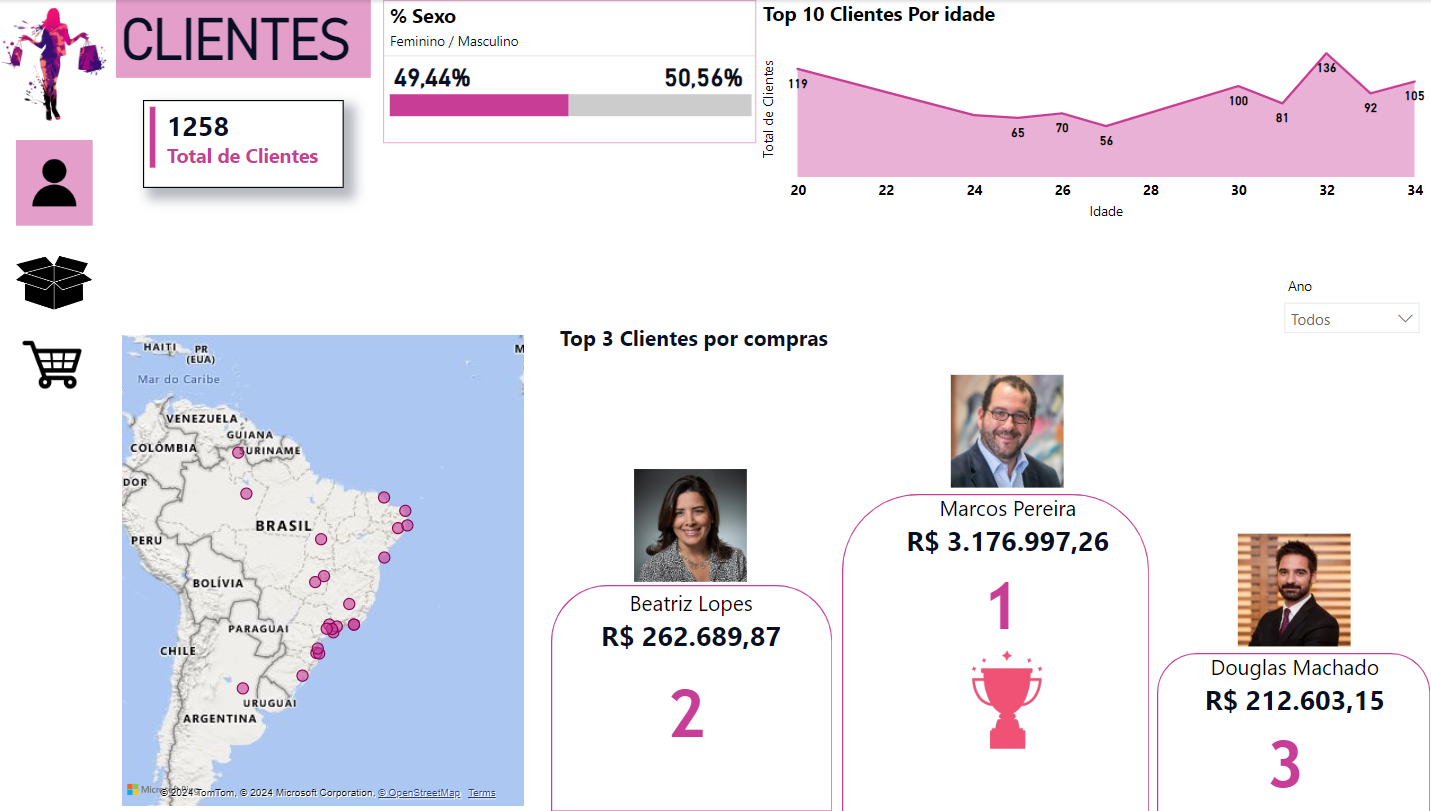 CLIENTES
1258
Total de Clientes
% Sexo
Feminino / Masculino
49,44%
50,56%
Top 10 Clientes Por idade
Total de Clientes
119
65
70
56
100
81
136
92
105
20
22
24
26
28
30
32
34
Idade
Ano
Todos
HAITI
PR
(EUA)
M
Mar do Caribe
VENEZUELA
GUIANA
SURINAME
COLÔMBIA
DOR
BRASIL
PERU
BOLÍVIA
PARAGUAI
CHILE
URUGUAI
ARGENTINA
© 2024 TomTom, © 2024 Microsoft Corporation, © OpenStreetMap Terms
Top 3 Clientes por compras
Marcos Pereira
R$ 3.176.997,26
1
Beatriz Lopes
R$ 262.689,87
2
Douglas Machado
R$ 212.603,15
3